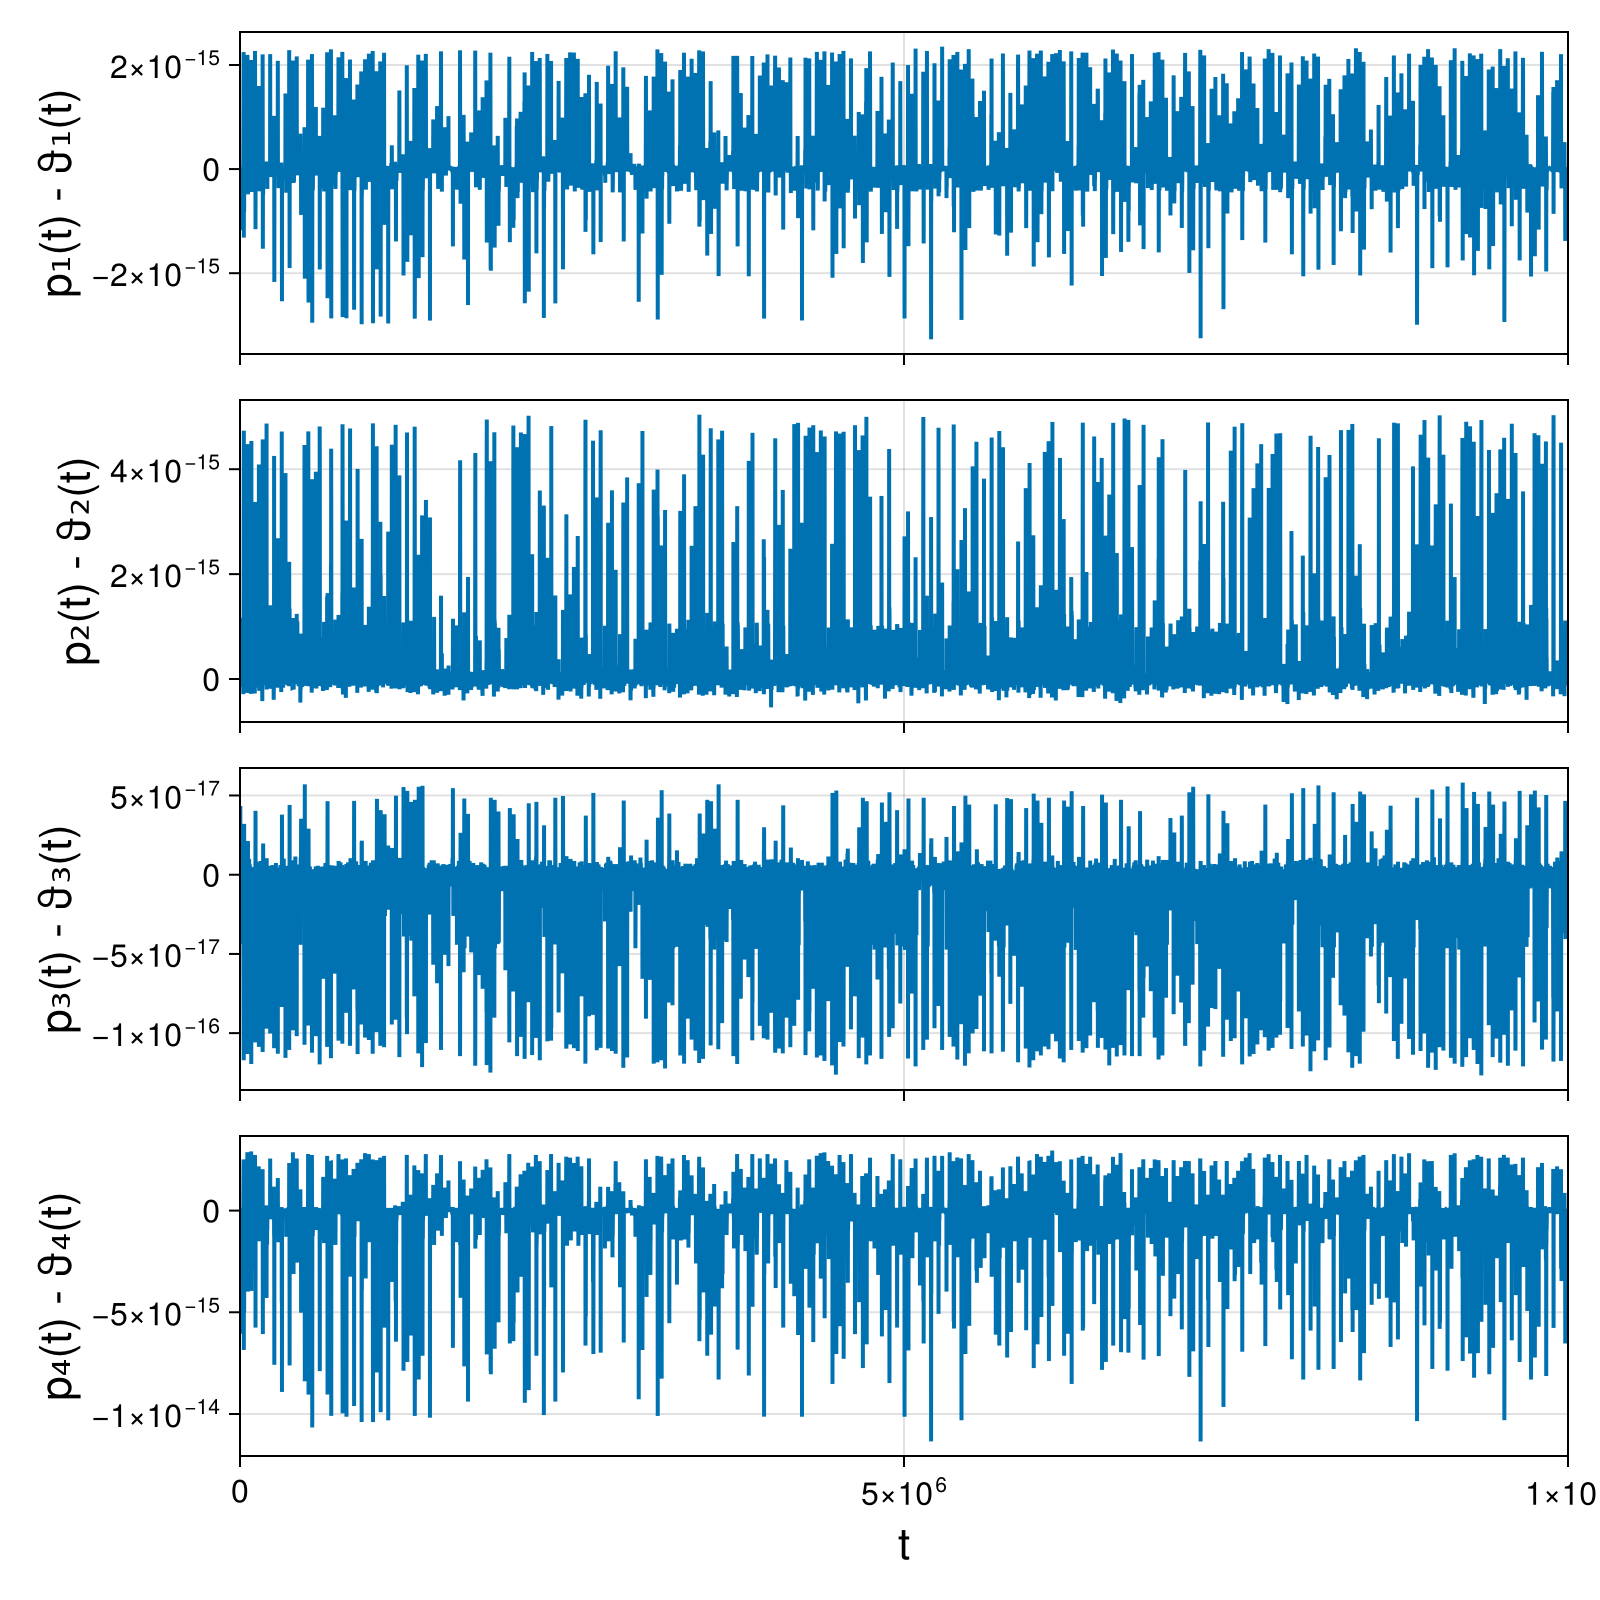 p₁(t) - ϑ₁(t)
2×10⁻¹⁵
0
−2×10⁻¹⁵
p₂(t) - ϑ₂(t)
4×10⁻¹⁵
2×10⁻¹⁵
0
p₃(t) - ϑ₃(t)
5×10⁻¹⁷
0
−5×10⁻¹⁷
−1×10⁻¹⁶
p₄(t) - ϑ₄(t)
0
−5×10⁻¹⁵
−1×10⁻¹⁴
0 5×10⁶ 1×10
t